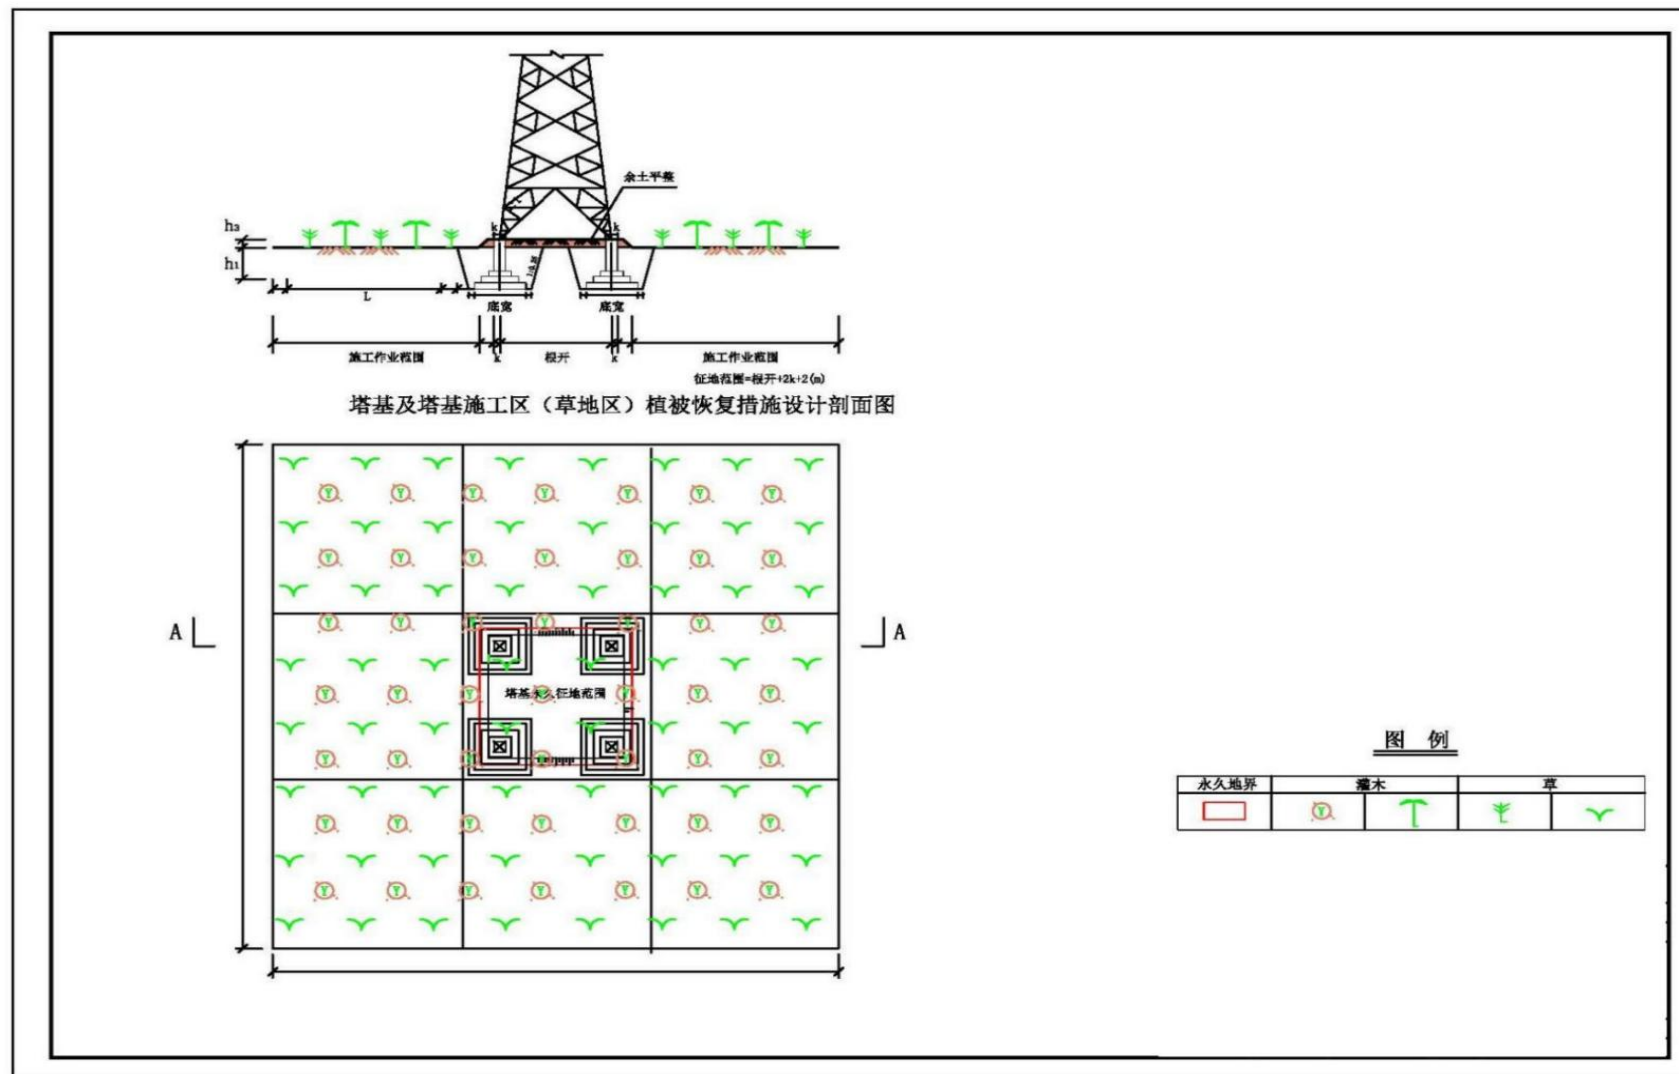 余土平整
k
k
h3
h1
1:0.25
L
底宽
底宽
施工作业范围
k
根开
k
施工作业范围
征地范围=根开+2k+2(m)
塔基及塔基施工区（草地区）植被恢复措施设计剖面图
A
A
塔基永久征地范围
图 例
永久地界
灌木
草